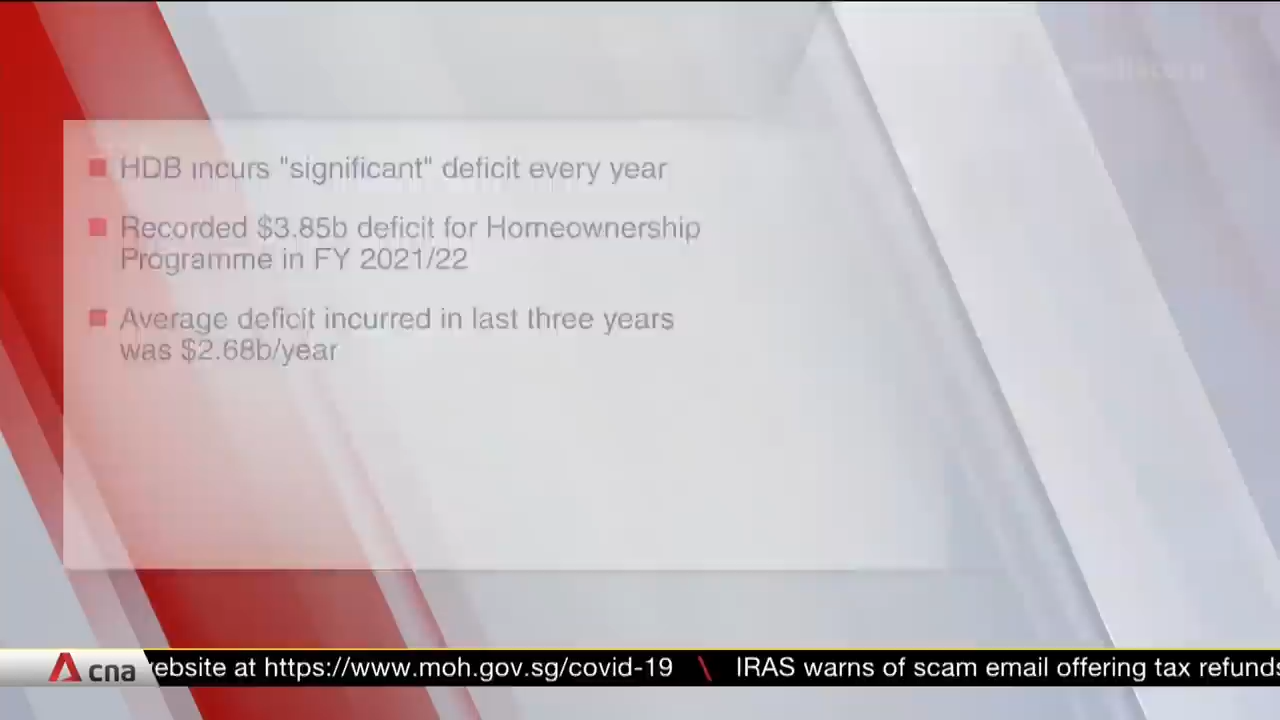 HDB incurs "significant" deficit every year
Recorded $3.85b deficit for Homeownership
Programme in FY 2021/22
Average deficit incurred in last three years
was $2.68b/year
cna
ebsite at https://www.moh.gov.sg/covid-19 \ IRAS warns of scam email offering tax refunds